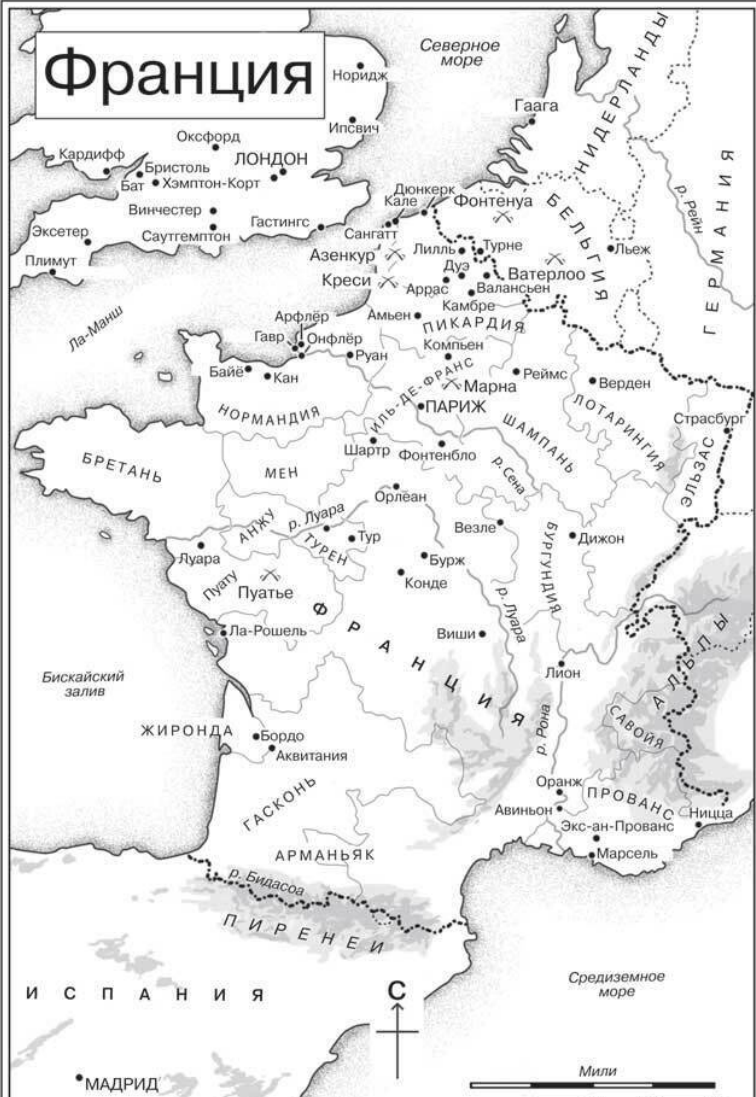 Франция
Северное
море
Норидж
Ипсвич
Гаага
НИДЕРЛАНДЫ
Оксфорд
Кардифф
Бристоль
ЛОНДОН
Бат
Хэмптон-Корт
р. Рейн
ГЕРМАНИЯ
Винчестер
Гастингс
Эксетер
Саутгемптон
Плимут
Дюнкерк
Кале
Фонтенуа
Сангатт
БЕЛЬГИЯ
Азенкур
Лилль
Турне
Льеж
Дуэ
Ватерлоо
Креси
Аррас
Валансьен
Камбре
Ла-Манш
Амьен
ПИКАРДИЯ
Арфлёр
Гавр
Онфлёр
Руан
Компьен
Байё
Кан
ИЛЬ-ДЕ-ФРАНС
Марна
Реймс
Верден
НОРМАНДИЯ
ПАРИЖ
ШАМПАНЬ
ЛОТАРИНГИЯ
Страсбург
БРЕТАНЬ
МЕН
Шартр
Фонтенбло
р. Сена
ЭЛЬЗАС
Орлеан
АНЖУ
р. Луара
Луара
ТУРЕН
Тур
Везле
БУРГУНДИЯ
Дижон
Пуату
Пуатье
Бурж
Конде
р. Луара
ФРАНЦИЯ
Ла-Рошель
Виши
Лион
АЛЬПЫ
Бискайский
залив
САВОЙЯ
ЖИРОНДА
Бордо
Аквитания
р. Рона
ГАСКОНЬ
Оранж
ПРОВАНС
Авиньон
Ницца
Экс-ан-Прованс
АРМАНЬЯК
Марсель
р. Бидасоа
ПИРЕНЕИ
ИСПАНИЯ
С
Средиземное
море
МАДРИД
Мили